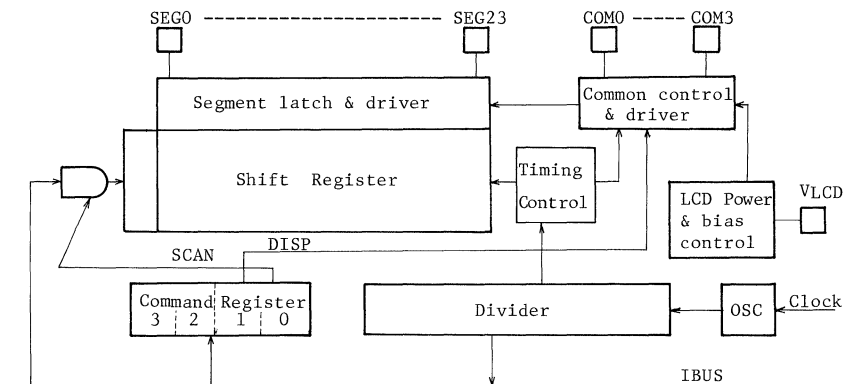 SEG0 SEG23 COM0 COM3
Segment latch & driver
Common control
& driver
Shift Register
Timing
Control
LCD Power
& bias
control
VLCD
SCAN
DISP
Command Register
3 2 1 0
Divider
OSC
Clock
IBUS